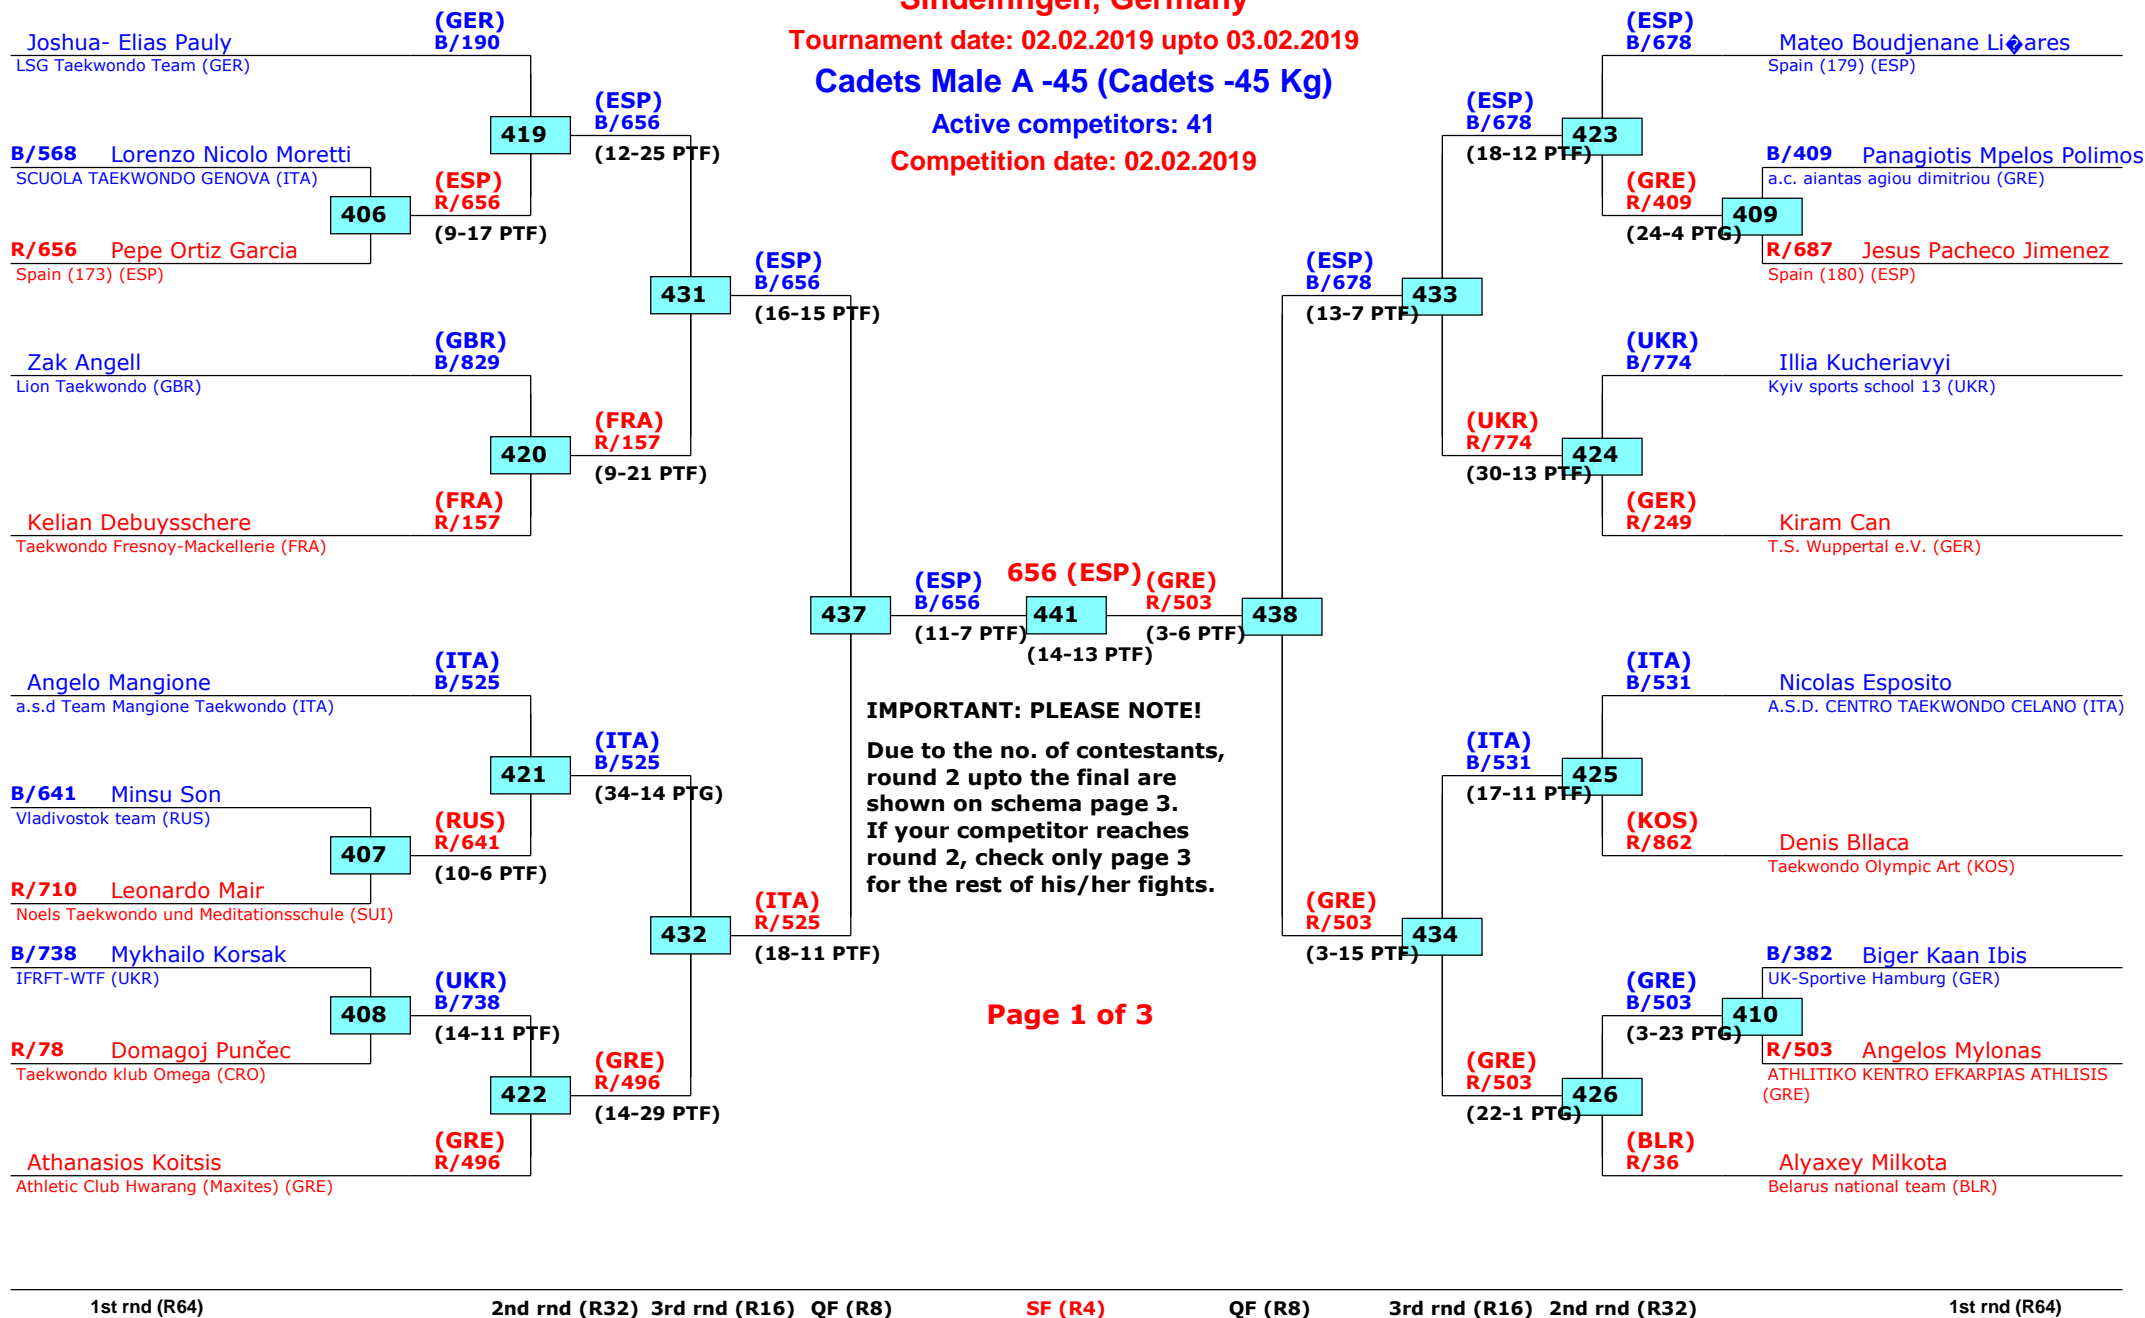 Sindelfingen, Germany
Tournament date: 02.02.2019 upto 03.02.2019
Cadets Male A -45 (Cadets -45 Kg)
Active competitors: 41
Competition date: 02.02.2019
(GER)
Joshua- Elias Pauly B/190
LSG Taekwondo Team (GER)
(ESP)
B/656
419
(12-25 PTF)
B/568 Lorenzo Nicolo Moretti
SCUOLA TAEKWONDO GENOVA (ITA)
(ESP)
R/656
406
(9-17 PTF)
R/656 Pepe Ortiz Garcia
Spain (173) (ESP)
(ESP)
B/656
431
(16-15 PTF)
(GBR)
Zak Angell B/829
Lion Taekwondo (GBR)
(FRA)
R/157
420
(9-21 PTF)
(FRA)
Kelian Debuysschere R/157
Taekwondo Fresnoy-Mackellerie (FRA)
437
(ESP)
B/656
(11-7 PTF)
656 (ESP)
441
(14-13 PTF)
(GRE)
R/503
(3-6 PTF)
438
(ITA)
Angelo Mangione B/525
a.s.d Team Mangione Taekwondo (ITA)
(ITA)
B/525
421
(34-14 PTG)
B/641 Minsu Son
Vladivostok team (RUS)
(RUS)
R/641
407
(10-6 PTF)
R/710 Leonardo Mair
Noels Taekwondo und Meditationsschule (SUI)
(ITA)
R/525
432
(18-11 PTF)
B/738 Mykhailo Korsak
IFRFT-WTF (UKR)
(UKR)
B/738
408
(14-11 PTF)
R/78 Domagoj Punčec
Taekwondo klub Omega (CRO)
(GRE)
R/496
422
(14-29 PTF)
(GRE)
Athanasios Koitsis R/496
Athletic Club Hwarang (Maxites) (GRE)
IMPORTANT: PLEASE NOTE!
Due to the no. of contestants,
round 2 upto the final are
shown on schema page 3.
If your competitor reaches
round 2, check only page 3
for the rest of his/her fights.
Page 1 of 3
(ESP)
B/678 Mateo Boudjenane Li�ares
Spain (179) (ESP)
(ESP)
B/678
423
(18-12 PTF)
B/409 Panagiotis Mpelos Polimos
a.c. aiantas agiou dimitriou (GRE)
(GRE)
R/409
409
(24-4 PTG)
R/687 Jesus Pacheco Jimenez
Spain (180) (ESP)
(ESP)
B/678
433
(13-7 PTF)
(UKR)
B/774 Illia Kucheriavyi
Kyiv sports school 13 (UKR)
(UKR)
R/774
424
(30-13 PTF)
(GER)
R/249 Kiram Can
T.S. Wuppertal e.V. (GER)
(ITA)
B/531 Nicolas Esposito
A.S.D. CENTRO TAEKWONDO CELANO (ITA)
(ITA)
B/531
425
(17-11 PTF)
(KOS)
R/862 Denis Bllaca
Taekwondo Olympic Art (KOS)
(GRE)
R/503
434
(3-15 PTF)
B/382 Biger Kaan Ibis
UK-Sportive Hamburg (GER)
(GRE)
B/503
410
(3-23 PTG)
R/503 Angelos Mylonas
ATHLITIKO KENTRO EFKARPIAS ATHLISIS
(GRE)
(GRE)
R/503
426
(22-1 PTG)
(BLR)
R/36 Alyaxey Milkota
Belarus national team (BLR)
1st rnd (R64) 2nd rnd (R32) 3rd rnd (R16) QF (R8) SF (R4) QF (R8) 3rd rnd (R16) 2nd rnd (R32) 1st rnd (R64)